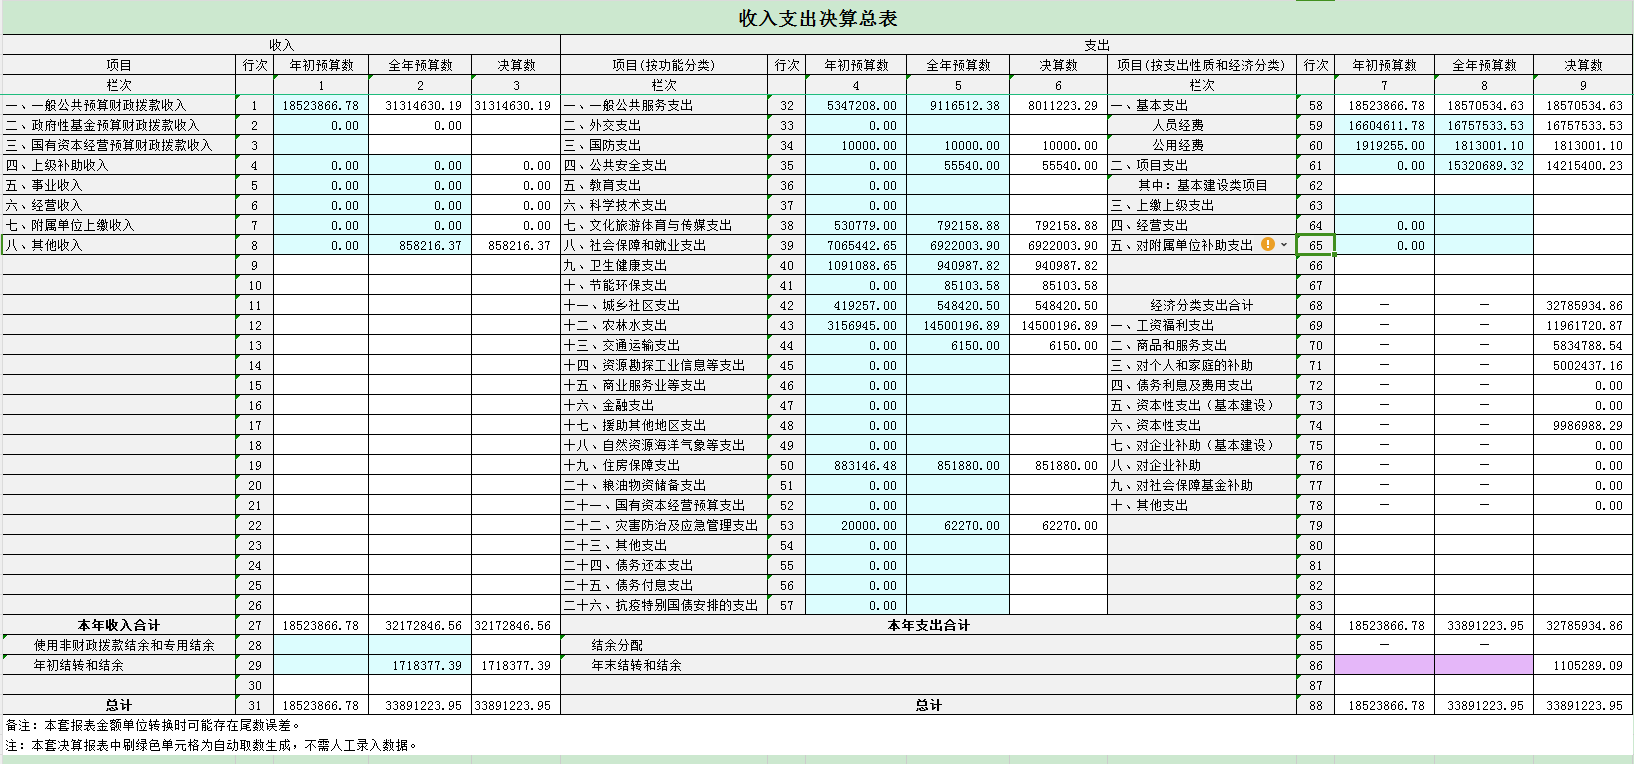 收入支出决算总表
收入 支出
项目 行次 年初预算数 全年预算数 决算数 项目(按功能分类) 行次 年初预算数 全年预算数 决算数 项目(按支出性质和经济分类) 行次 年初预算数 全年预算数 决算数
栏次 1 2 3 栏次 4 5 6 栏次 7 8 9
一、一般公共预算财政拨款收入 1 18523866.78 31314630.19 31314630.19 一、一般公共服务支出 32 5347208.00 9116512.38 8011223.29 一、基本支出 58 18523866.78 18570534.63 18570534.63
二、政府性基金预算财政拨款收入 2 0.00 0.00 二、外交支出 33 0.00 人员经费 59 16604611.78 16757533.53 16757533.53
三、国有资本经营预算财政拨款收入 3 三、国防支出 34 10000.00 10000.00 10000.00 公用经费 60 1919255.00 1813001.10 1813001.10
四、上级补助收入 4 0.00 0.00 0.00 四、公共安全支出 35 0.00 55540.00 55540.00 二、项目支出 61 0.00 15320689.32 14215400.23
五、事业收入 5 0.00 0.00 0.00 五、教育支出 36 0.00 其中：基本建设类项目 62
六、经营收入 6 0.00 0.00 0.00 六、科学技术支出 37 0.00 三、上缴上级支出 63
七、附属单位上缴收入 7 0.00 0.00 0.00 七、文化旅游体育与传媒支出 38 530779.00 792158.88 792158.88 四、经营支出 64 0.00
八、其他收入 8 0.00 858216.37 858216.37 八、社会保障和就业支出 39 7065442.65 6922003.90 6922003.90 五、对附属单位补助支出 65 0.00
9 九、卫生健康支出 40 1091088.65 940987.82 940987.82 66
10 十、节能环保支出 41 0.00 85103.58 85103.58 67
11 十一、城乡社区支出 42 419257.00 548420.50 548420.50 经济分类支出合计 68 — — 32785934.86
12 十二、农林水支出 43 3156945.00 14500196.89 14500196.89 一、工资福利支出 69 — — 11961720.87
13 十三、交通运输支出 44 0.00 6150.00 6150.00 二、商品和服务支出 70 — — 5834788.54
14 十四、资源勘探工业信息等支出 45 0.00 三、对个人和家庭的补助 71 — — 5002437.16
15 十五、商业服务业等支出 46 0.00 四、债务利息及费用支出 72 — — 0.00
16 十六、金融支出 47 0.00 五、资本性支出（基本建设） 73 — — 0.00
17 十七、援助其他地区支出 48 0.00 六、资本性支出 74 — — 9986988.29
18 十八、自然资源海洋气象等支出 49 0.00 七、对企业补助（基本建设） 75 — — 0.00
19 十九、住房保障支出 50 883146.48 851880.00 851880.00 八、对企业补助 76 — — 0.00
20 二十、粮油物资储备支出 51 0.00 九、对社会保障基金补助 77 — — 0.00
21 二十一、国有资本经营预算支出 52 0.00 十、其他支出 78 — — 0.00
22 二十二、灾害防治及应急管理支出 53 20000.00 62270.00 62270.00 79
23 二十三、其他支出 54 0.00 80
24 二十四、债务还本支出 55 0.00 81
25 二十五、债务付息支出 56 0.00 82
26 二十六、抗疫特别国债安排的支出 57 0.00 83
本年收入合计 27 18523866.78 32172846.56 32172846.56 本年支出合计 84 18523866.78 33891223.95 32785934.86
使用非财政拨款结余和专用结余 28 结余分配 85 — —
年初结转和结余 29 1718377.39 1718377.39 年末结转和结余 86 1105289.09
30 87
总计 31 18523866.78 33891223.95 33891223.95 总计 88 18523866.78 33891223.95 33891223.95
备注：本套报表金额单位转换时可能存在尾数误差。
注：本套决算报表中刷绿色单元格为自动取数生成，不需人工录入数据。